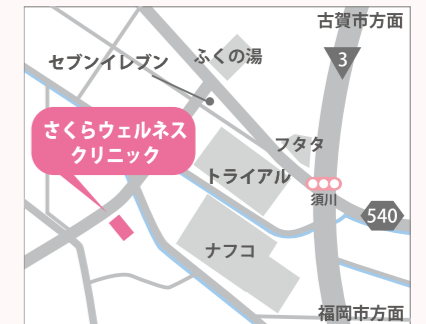 古賀市方面
3
ふくの湯
セブンイレブン
さくらウェルネス
クリニック
フタタ
トライアル
須川
540
ナフコ
福岡市方面